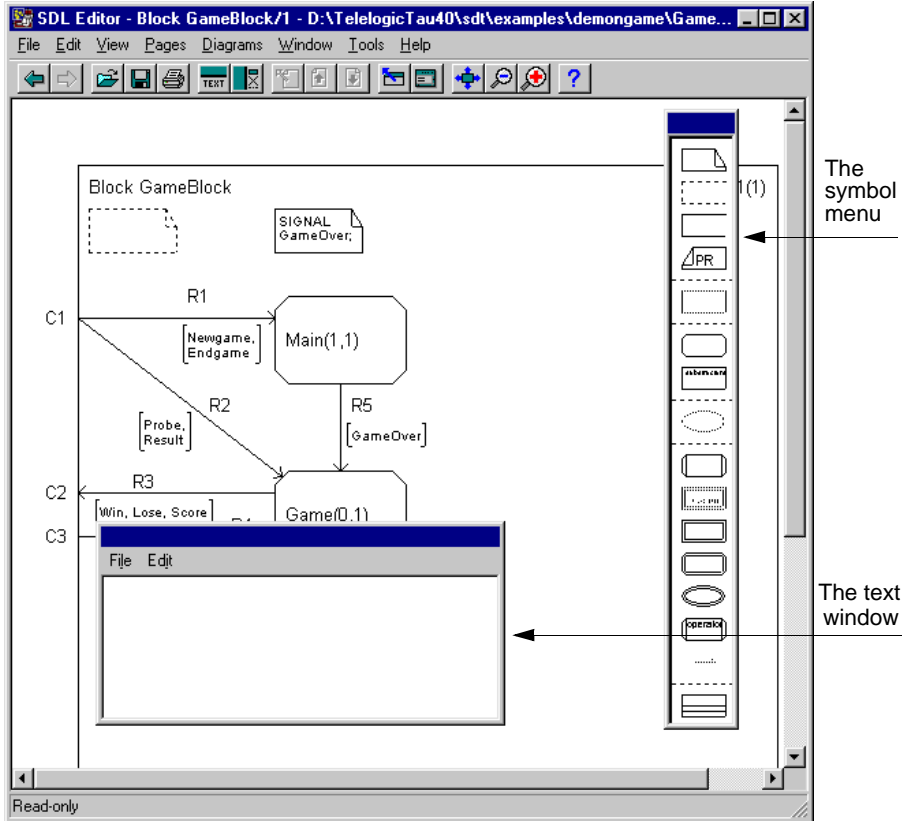 SDL Editor - Block GameBlock/1 - D:\TelelogicTau40\sdt\examples\demongame\Game...
File Edit View Pages Diagrams Window Tools Help
TEXT
?
The
symbol
menu
Block GameBlock
1(1)
SIGNAL
GameOver;
PR
R1
C1
Newgame,
Endgame
Main(1,1)
R2
R5
Probe,
Result
GameOver
R3
C2
Win, Lose, Score
Game(0,1)
C3
File Edit
operator
The text
window
Read-only